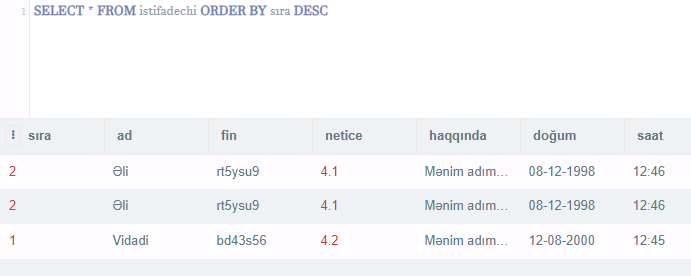 1 SELECT * FROM istifadechi ORDER BY sıra DESC
sıra ad fin netice haqqında doğum saat
2 Əli rt5ysu9 4.1 Mənim adım... 08-12-1998 12:46
2 Əli rt5ysu9 4.1 Mənim adım... 08-12-1998 12:46
1 Vidadi bd43s56 4.2 Mənim adım... 12-08-2000 12:45